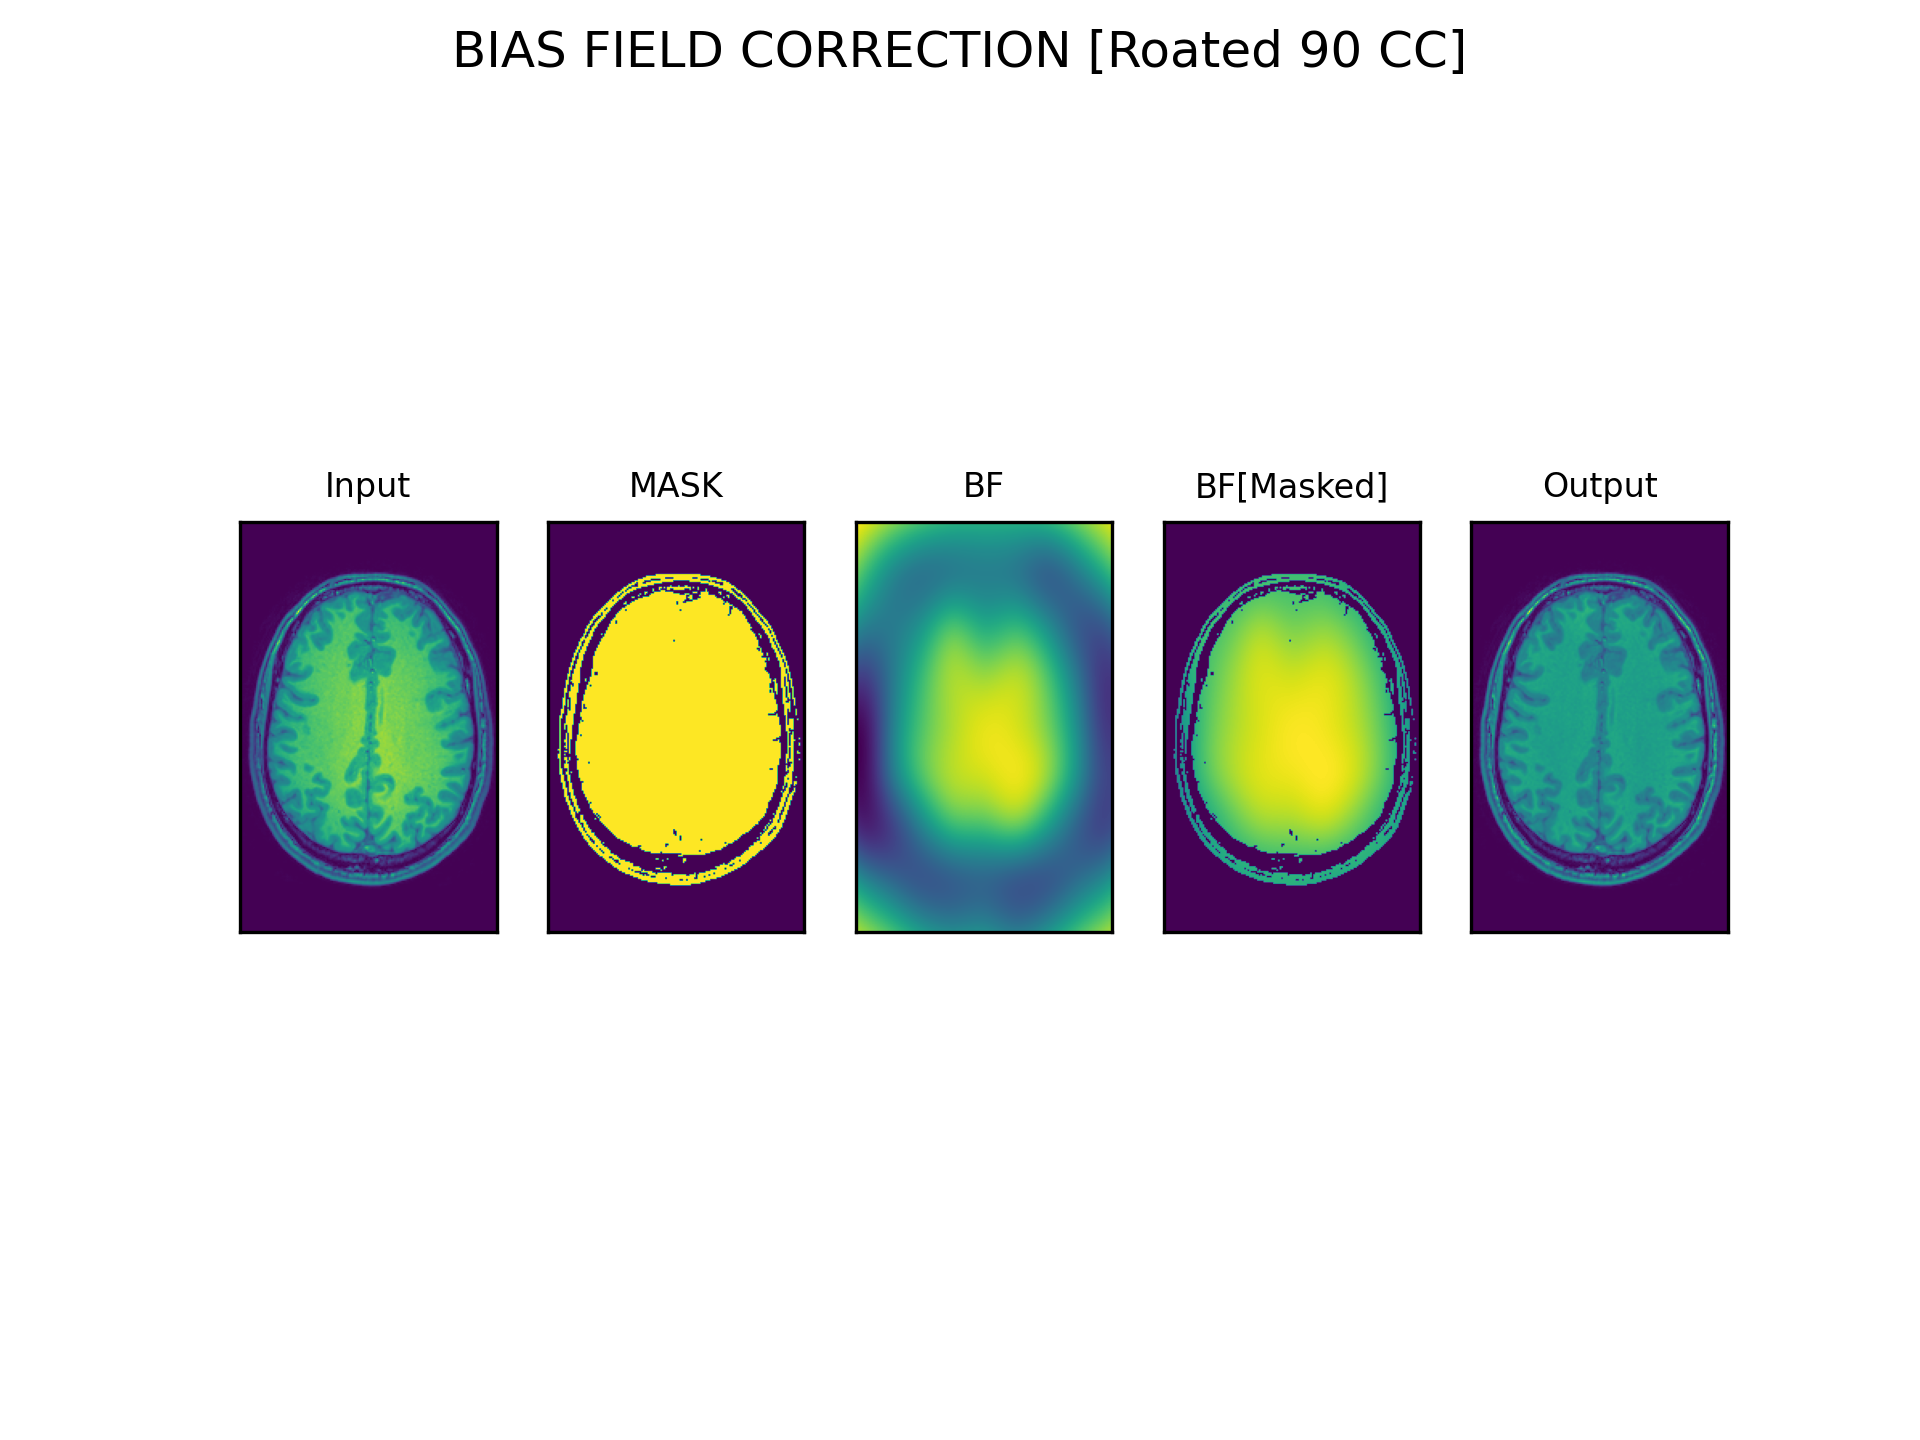 BIAS FIELD CORRECTION [Roated 90 CC]
Input
MASK
BF
BF[Masked]
Output